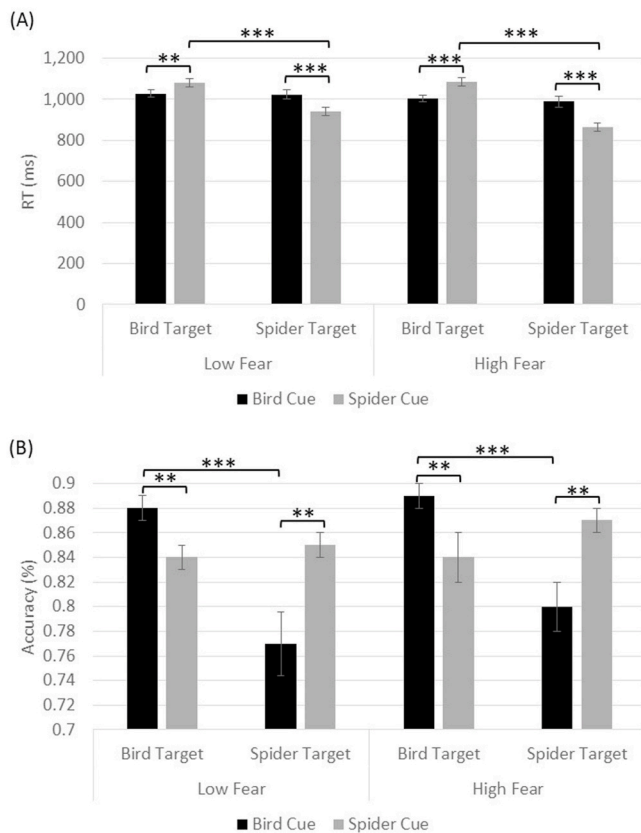 (A)
*** ***
** *** *** ***
1,200
1,000
800
600
400
200
0
RT (ms)
Bird Target Spider Target Bird Target Spider Target
Low Fear High Fear
Bird Cue Spider Cue
(B)
*** ***
** ** ** **
0.9
0.88
0.86
0.84
0.82
0.8
0.78
0.76
0.74
0.72
0.7
Accuracy (%)
Bird Target Spider Target Bird Target Spider Target
Low Fear High Fear
Bird Cue Spider Cue